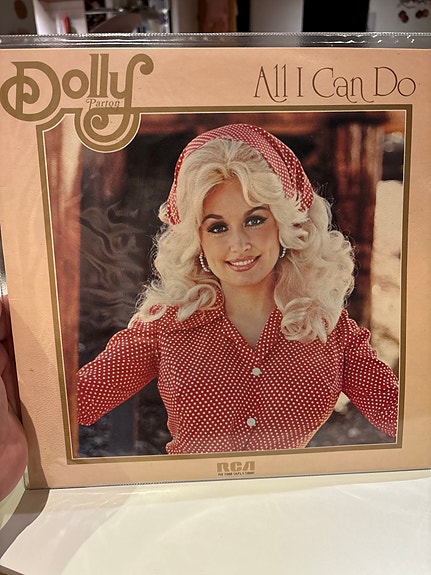 Dolly
Parton
All I Can Do
RCA